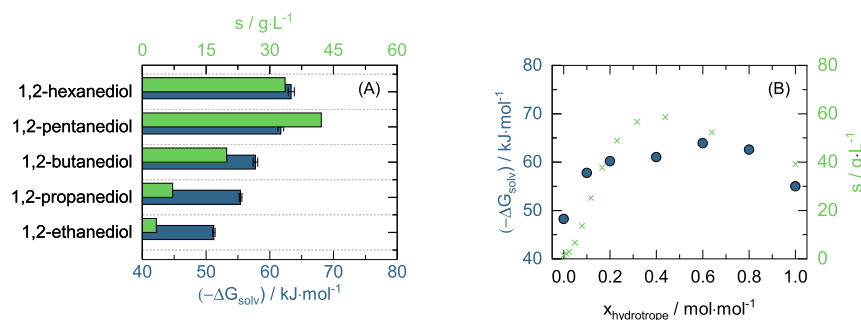 s / g·L⁻¹
0 15 30 45 60
(A)
1,2-hexanediol
1,2-pentanediol
1,2-butanediol
1,2-propanediol
1,2-ethanediol
40 50 60 70 80
(−ΔG_solv) / kJ·mol⁻¹
(B)
80
70
60
50
40
(−ΔG_solv) / kJ·mol⁻¹
80
60
40
20
0
s / g·L⁻¹
0.0 0.2 0.4 0.6 0.8 1.0
x_hydrotrope / mol·mol⁻¹